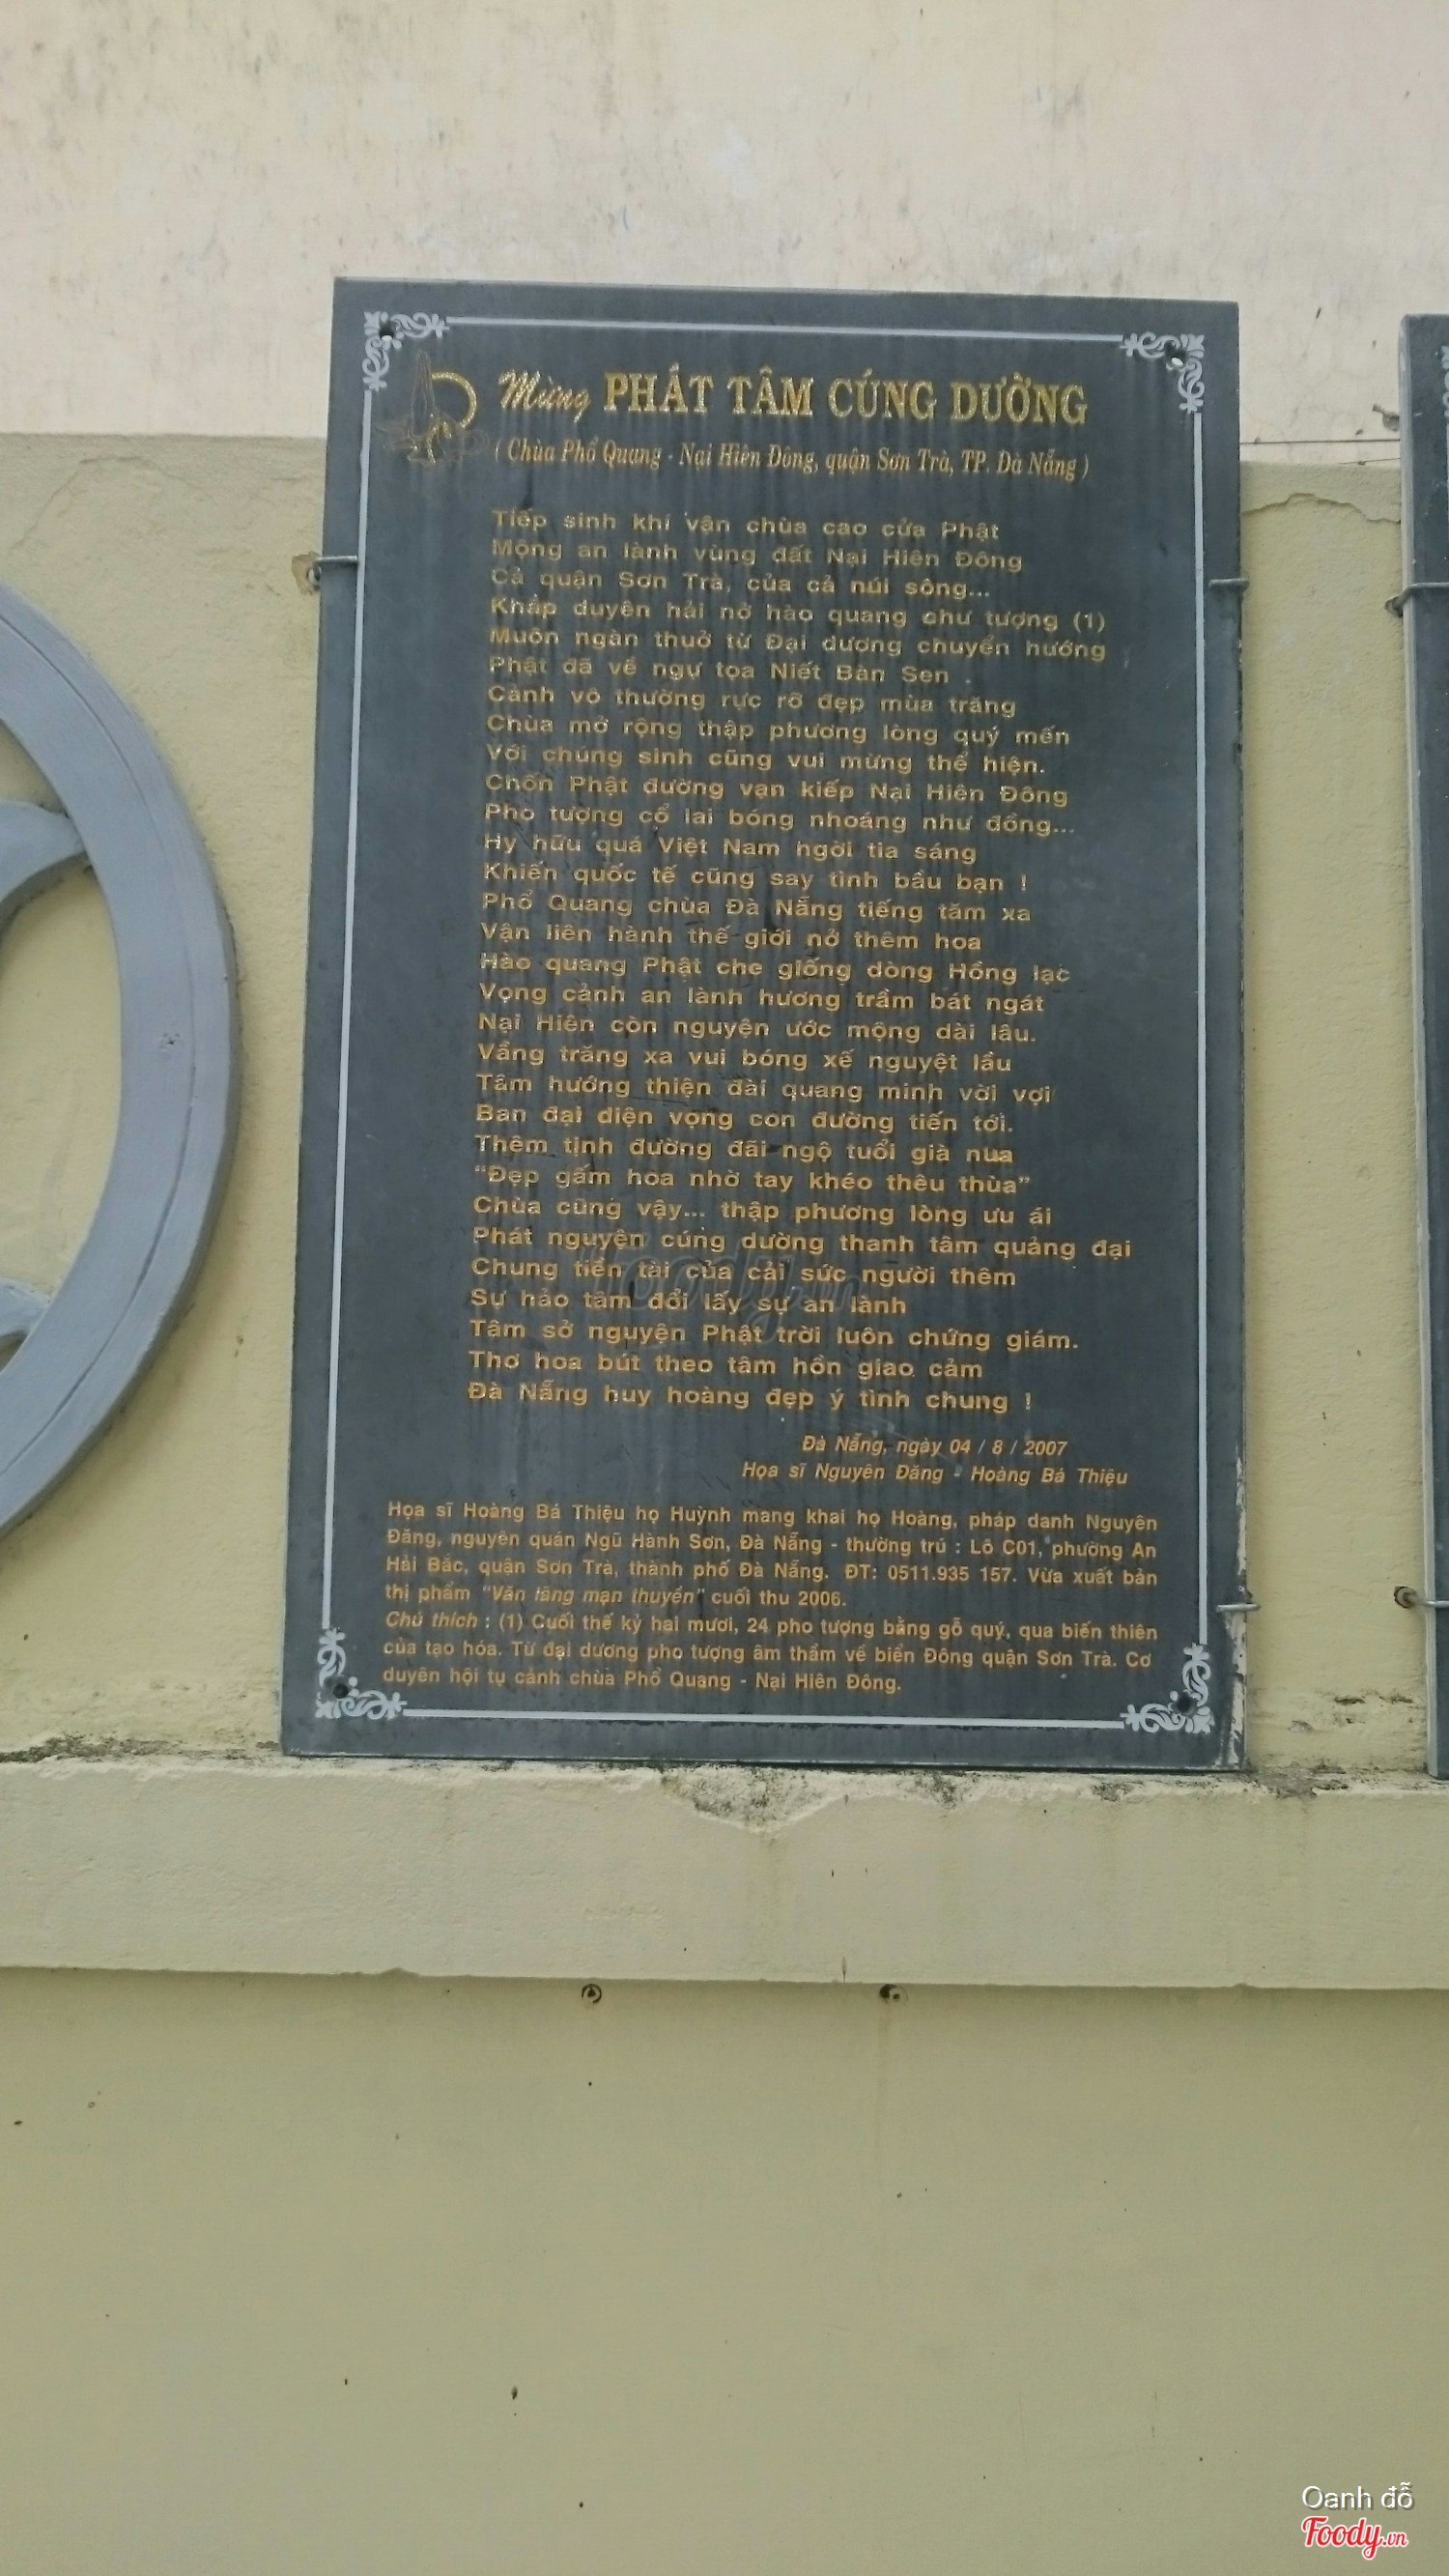 Mừng PHÁT TÂM CÚNG DƯỜNG
( Chùa Phổ Quang - Nại Hiên Đông, quận Sơn Trà, TP. Đà Nẵng )
Tiếp sinh khí vận chùa cao cửa Phật
Mộng an lành vùng đất Nại Hiên Đông
Cả quận Sơn Trà, của cả núi sông...
Khắp duyên hải nở hào quang chư tượng (1)
Muôn ngàn thuở từ Đại dương chuyển hướng
Phật đã về ngự tọa Niết Bàn Sen
Cảnh vô thường rực rỡ đẹp mùa trăng
Chùa mở rộng thập phương lòng quý mến
Với chúng sinh cũng vui mừng thể hiện.
Chốn Phật đường vạn kiếp Nại Hiên Đông
Pho tượng cổ lai bóng nhoáng như đồng...
Hy hữu quá Việt Nam ngời tia sáng
Khiến quốc tế cũng say tình bầu bạn !
Phổ Quang chùa Đà Nẵng tiếng tăm xa
Vận liên hành thế giới nở thêm hoa
Hào quang Phật che giống dòng Hồng lạc
Vọng cảnh an lành hương trầm bát ngát
Nại Hiên còn nguyện ước mộng dài lâu.
Vầng trăng xa vui bóng xế nguyệt lầu
Tâm hướng thiện đài quang minh vời vợi
Ban đại diện vọng con đường tiến tới.
Thêm tịnh đường đãi ngộ tuổi già nua
“Đẹp gấm hoa nhờ tay khéo thêu thùa”
Chùa cũng vậy... thập phương lòng ưu ái
Phát nguyện cúng dường thanh tâm quảng đại
Chung tiền tài của cải sức người thêm
Sự hảo tâm đổi lấy sự an lành
Tâm sở nguyện Phật trời luôn chứng giám.
Thơ hoa bút theo tâm hồn giao cảm
Đà Nẵng huy hoàng đẹp ý tình chung !
Đà Nẵng, ngày 04 / 8 / 2007
Họa sĩ Nguyên Đăng - Hoàng Bá Thiệu
Họa sĩ Hoàng Bá Thiệu họ Huỳnh mang khai họ Hoàng, pháp danh Nguyên
Đăng, nguyên quán Ngũ Hành Sơn, Đà Nẵng - thường trú : Lô C01, phường An
Hải Bắc, quận Sơn Trà, thành phố Đà Nẵng. ĐT: 0511.935 157. Vừa xuất bản
thi phẩm “Văn lãng mạn thuyền” cuối thu 2006.
Chú thích : (1) Cuối thế kỷ hai mươi, 24 pho tượng bằng gỗ quý, qua biến thiên
của tạo hóa. Từ đại dương pho tượng âm thầm về biển Đông quận Sơn Trà. Cơ
duyên hội tụ cảnh chùa Phổ Quang - Nại Hiên Đông.
Foody.vn
Oanh đỗ
Foody.vn